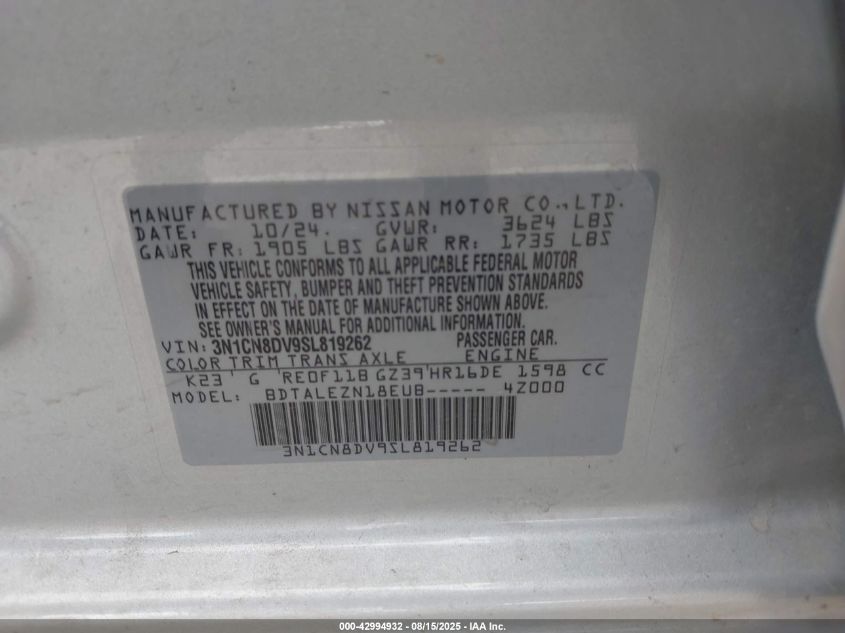 MANUFACTURED BY NISSAN MOTOR CO.,LTD.
DATE: 10/24. GVWR: 3624 LBS
GAWR FR: 1905 LBS GAWR RR: 1735 LBS
THIS VEHICLE CONFORMS TO ALL APPLICABLE FEDERAL MOTOR
VEHICLE SAFETY, BUMPER AND THEFT PREVENTION STANDARDS
IN EFFECT ON THE DATE OF MANUFACTURE SHOWN ABOVE.
SEE OWNER'S MANUAL FOR ADDITIONAL INFORMATION.
VIN: 3N1CN8DV9SL819262 PASSENGER CAR.
COLOR TRIM TRANS AXLE ENGINE
K23 G RE0F11B GZ39 HR16DE 1598 CC
MODEL: BDTALEZN18EUB----- 4Z000
3N1CN8DV9SL819262
000-42994932 - 08/15/2025 - IAA Inc.